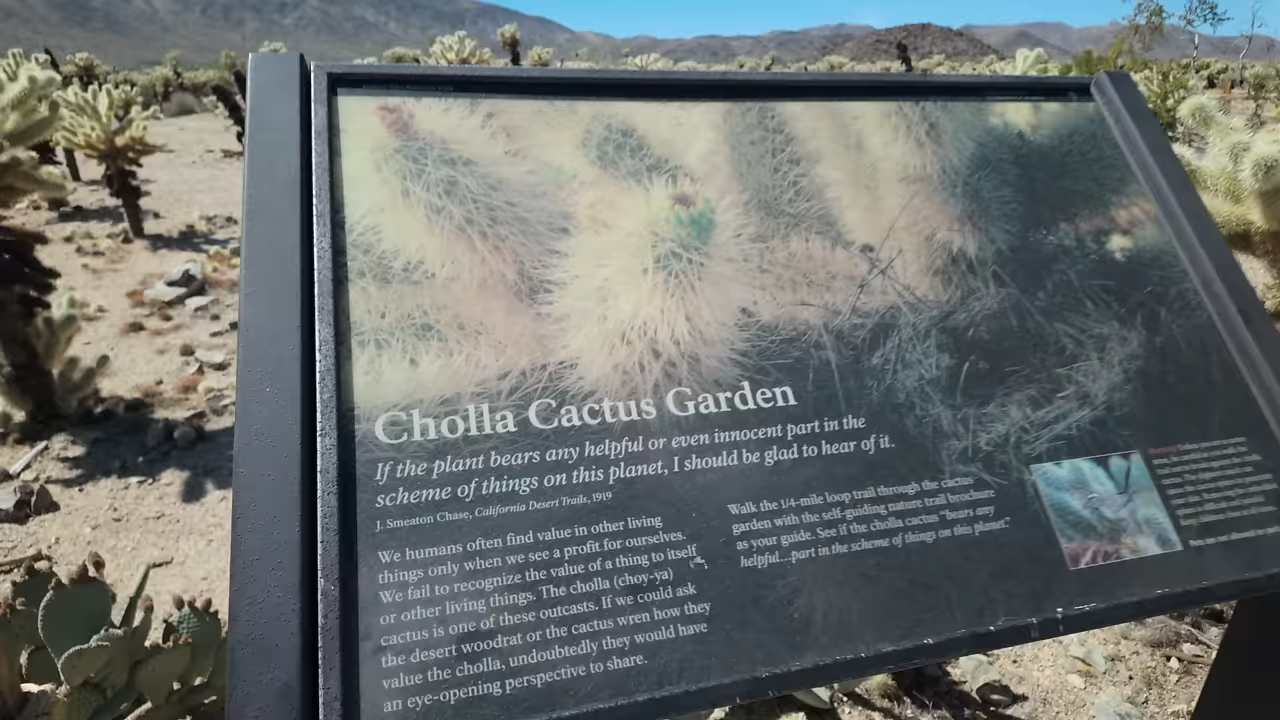 Cholla Cactus Garden
If the plant bears any helpful or even innocent part in the
scheme of things on this planet, I should be glad to hear of it.
J. Smeaton Chase, California Desert Trails, 1919
We humans often find value in other living
things only when we see a profit for ourselves.
We fail to recognize the value of a thing to itself
or other living things. The cholla (choy-ya)
cactus is one of these outcasts. If we could ask
the desert woodrat or the cactus wren how they
value the cholla, undoubtedly they would have
an eye-opening perspective to share.
Walk the 1/4-mile loop trail through the cactus
garden with the self-guiding nature trail brochure
as your guide. See if the cholla cactus "bears any
helpful...part in the scheme of things on this planet."